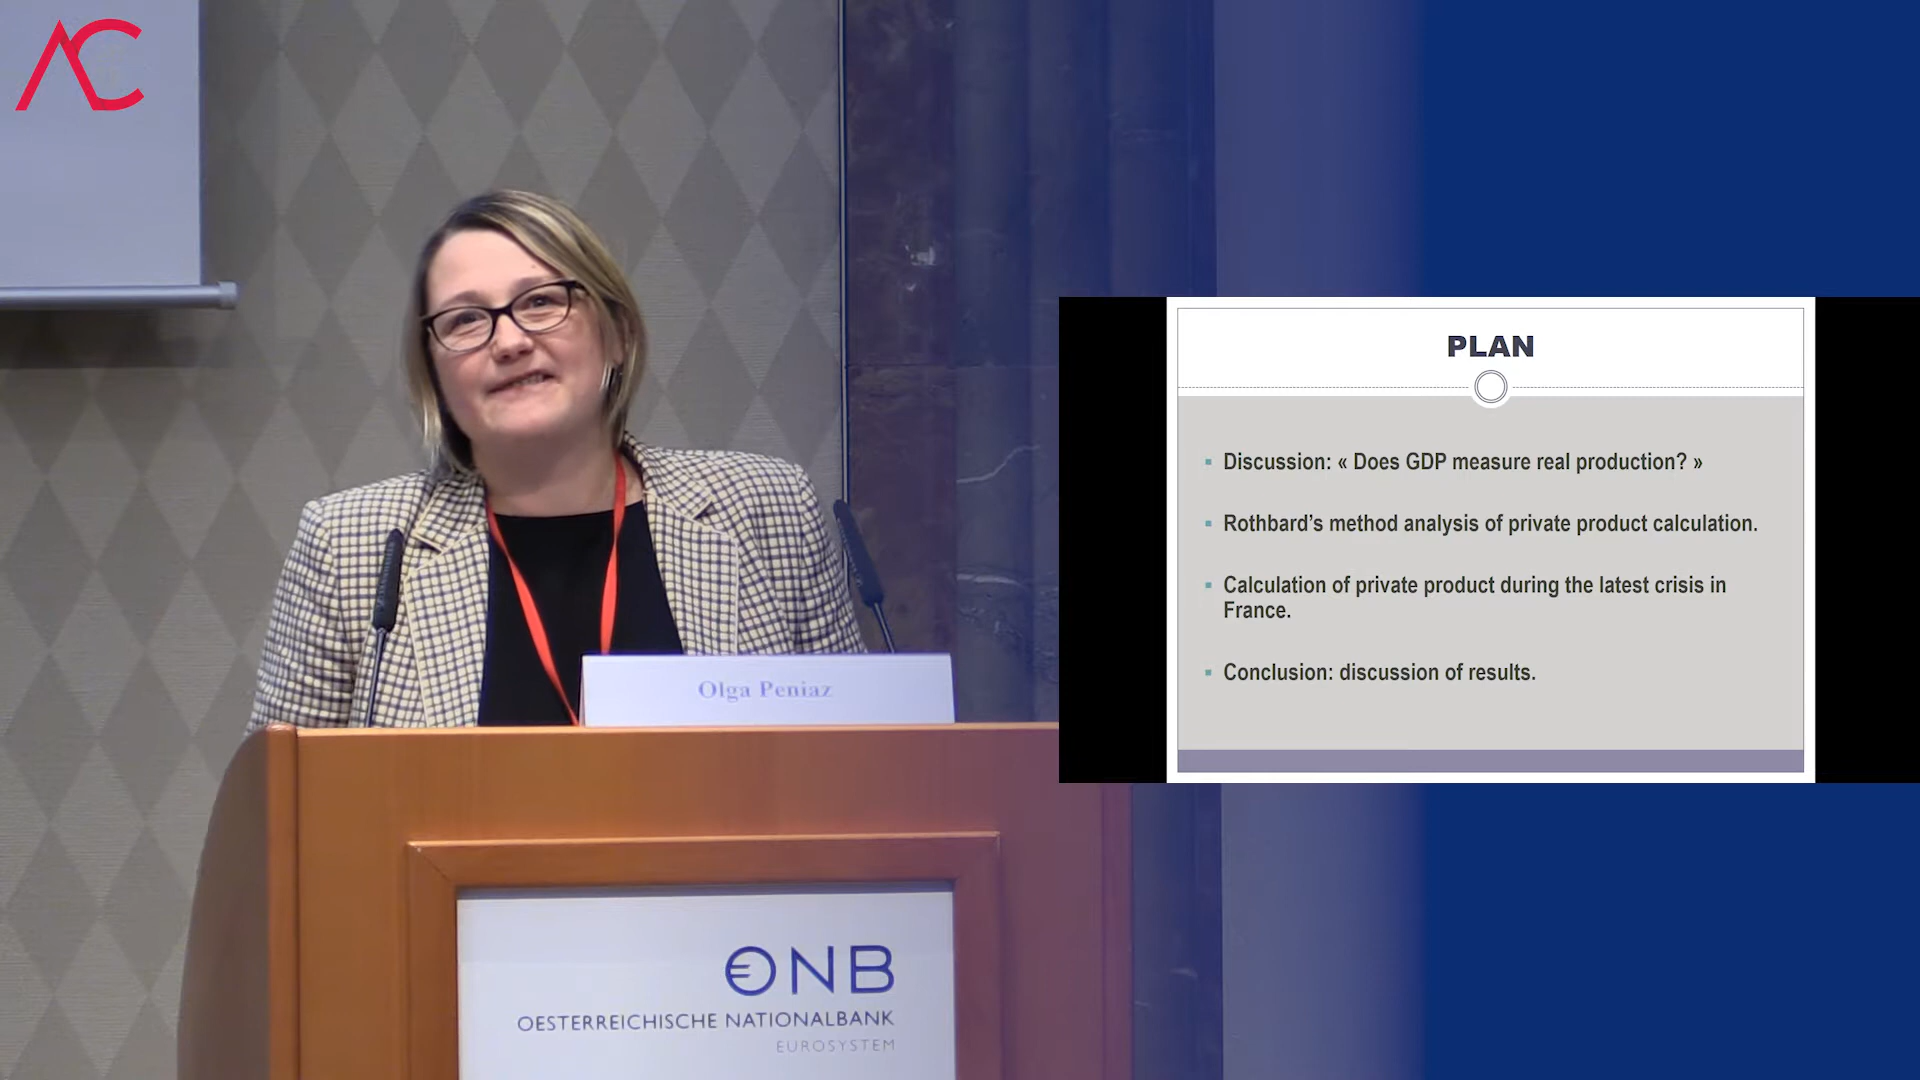 AC
PLAN
Discussion: « Does GDP measure real production? »
Rothbard’s method analysis of private product calculation.
Calculation of private product during the latest crisis in
France.
Conclusion: discussion of results.
Olga Peniaz
ONB
OESTERREICHISCHE NATIONALBANK
EUROSYSTEM